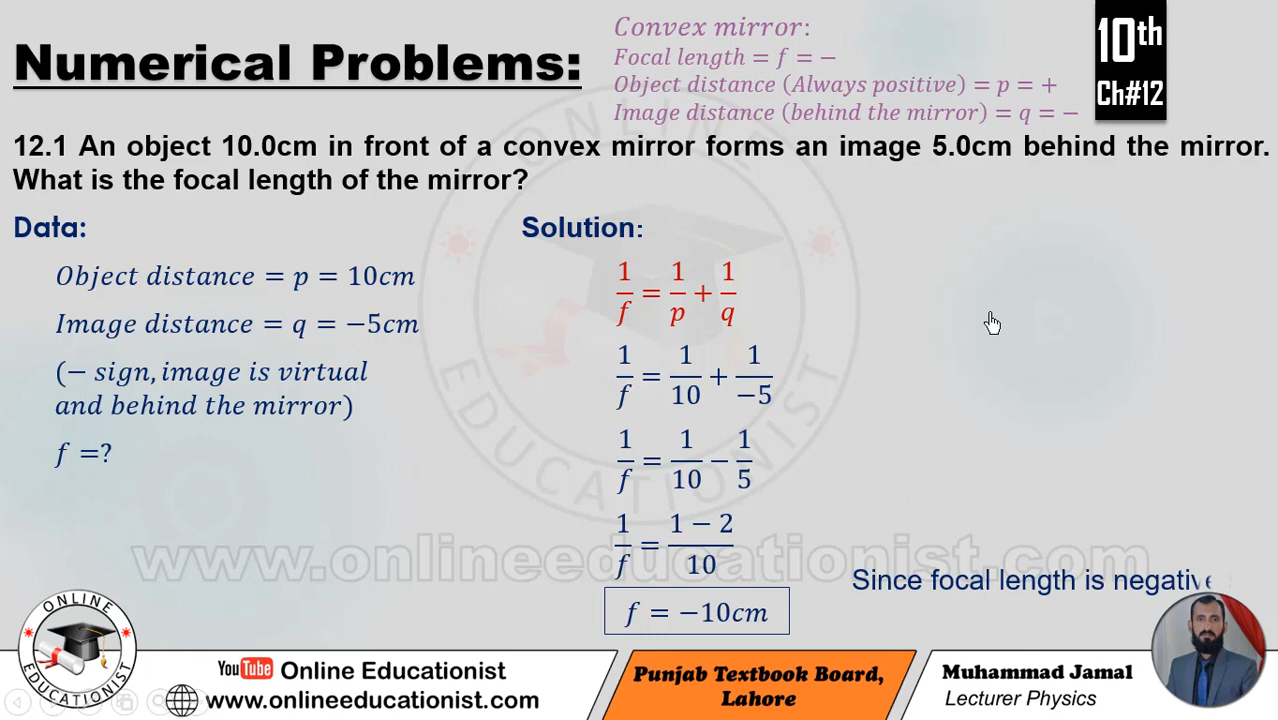 Numerical Problems:
Convex mirror:
Focal length = f = −
Object distance (Always positive) = p = +
Image distance (behind the mirror) = q = −
10th
Ch#12
12.1 An object 10.0cm in front of a convex mirror forms an image 5.0cm behind the mirror.
What is the focal length of the mirror?
Data:
Object distance = p = 10cm
Image distance = q = −5cm
(− sign, image is virtual
and behind the mirror)
f =?
Solution:
1/f = 1/p + 1/q
1/f = 1/10 + 1/−5
1/f = 1/10 − 1/5
1/f = (1 − 2)/10
f = −10cm
Since focal length is negative
ONLINE
EDUCATIONIST
www.onlineeducationist.com
ONLINE
EDUCATIONIST
YouTube Online Educationist
www.onlineeducationist.com
Punjab Textbook Board,
Lahore
Muhammad Jamal
Lecturer Physics